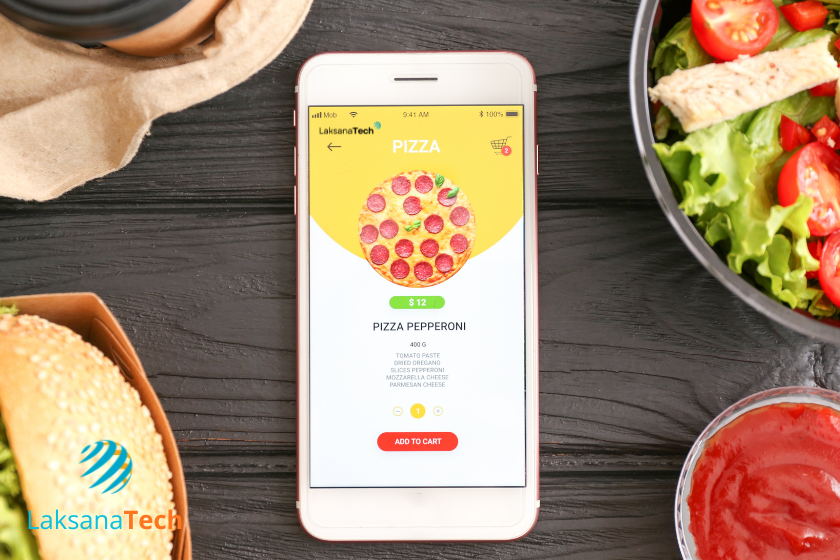 Mob 9:41 AM 100%
LaksanaTech
PIZZA
2
$ 12
PIZZA PEPPERONI
400 G
TOMATO PASTE
DRIED OREGANO
SLICES PEPPERONI
MOZZARELLA CHEESE
PARMESAN CHEESE
1
ADD TO CART
LaksanaTech